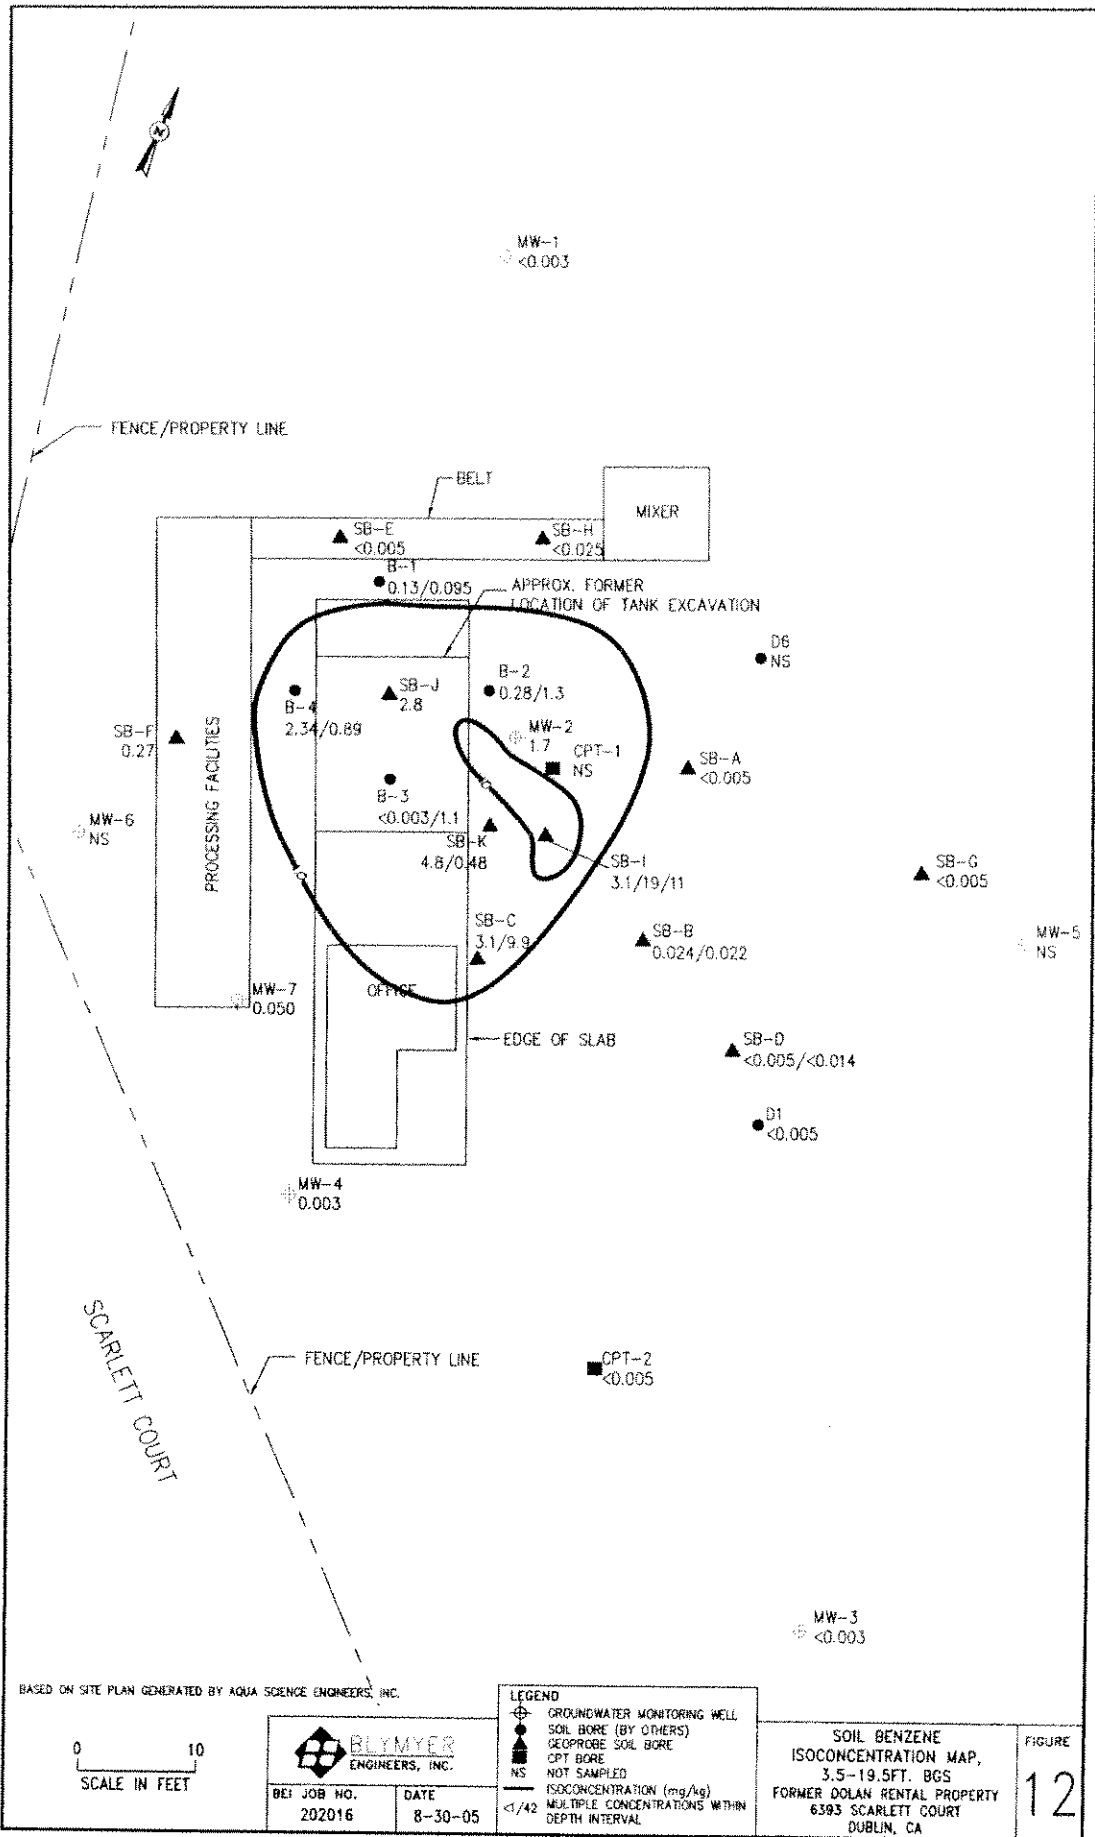 MW-1
<0.003
FENCE/PROPERTY LINE
BELT
MIXER
SB-E
<0.005
SB-H
<0.025
B-1
0.13/0.095
APPROX. FORMER
LOCATION OF TANK EXCAVATION
D6
NS
B-4
2.34/0.89
SB-J
2.8
B-2
0.28/1.3
MW-2
1.7
CPT-1
NS
SB-F
0.27
SB-A
<0.005
B-3
<0.003/1.1
MW-6
NS
PROCESSING FACILITIES
SB-K
4.8/0.48
SB-I
3.1/19/11
SB-G
<0.005
SB-C
3.1/9.9
SB-B
0.024/0.022
MW-5
NS
OFFICE
MW-7
0.050
EDGE OF SLAB
SB-D
<0.005/<0.014
D1
<0.005
MW-4
0.003
SCARLETT COURT
FENCE/PROPERTY LINE
CPT-2
<0.005
MW-3
<0.003
BASED ON SITE PLAN GENERATED BY AQUA SCIENCE ENGINEERS, INC.
0 10
SCALE IN FEET
BLYMYER
ENGINEERS, INC.
BEI JOB NO.
202016
DATE
8-30-05
LEGEND
GROUNDWATER MONITORING WELL
SOIL BORE (BY OTHERS)
GEOPROBE SOIL BORE
CPT BORE
NS NOT SAMPLED
ISOCONCENTRATION (mg/kg)
<1/42 MULTIPLE CONCENTRATIONS WITHIN
DEPTH INTERVAL
SOIL BENZENE
ISOCONCENTRATION MAP,
3.5-19.5FT. BGS
FORMER DOLAN RENTAL PROPERTY
6393 SCARLETT COURT
DUBLIN, CA
FIGURE
12